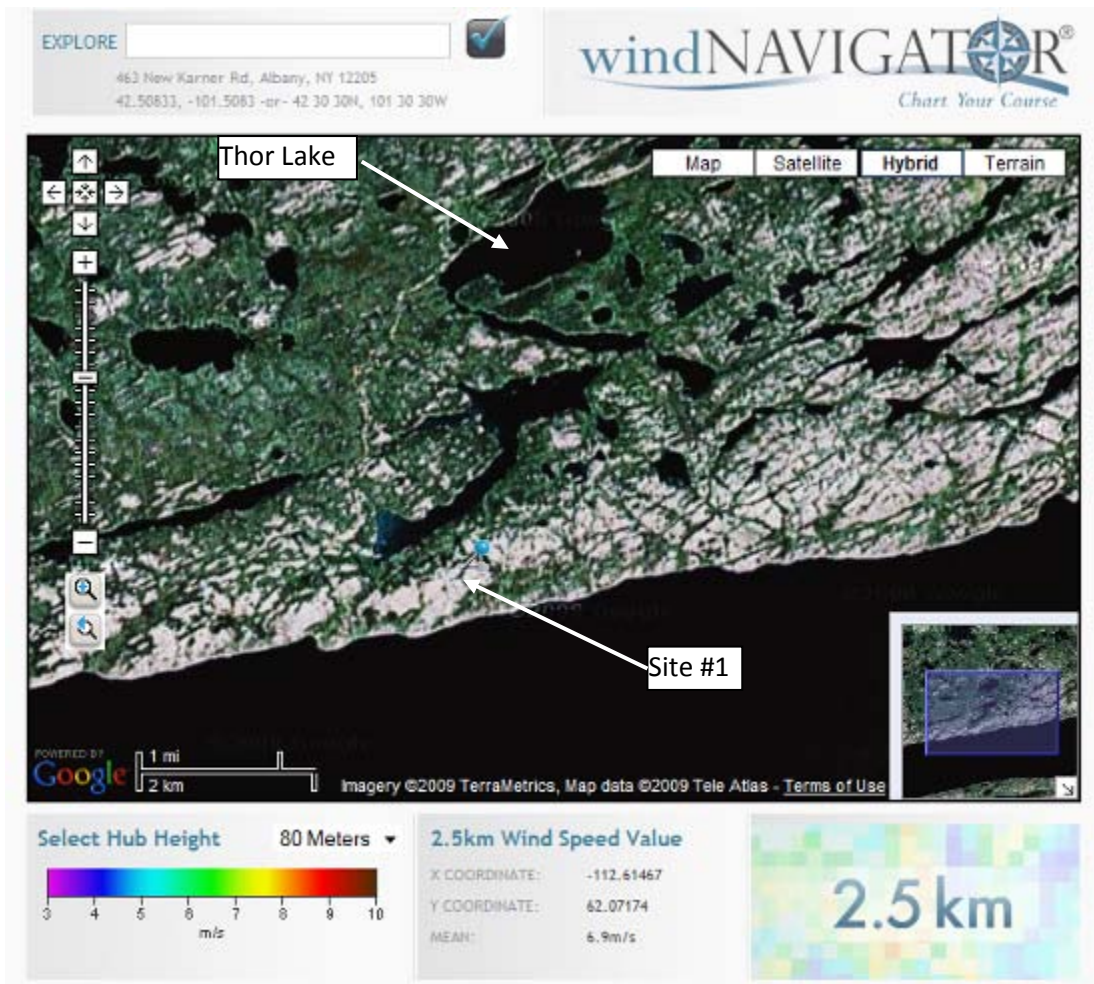 EXPLORE
463 New Karner Rd, Albany, NY 12205
42.50833, -101.5083 -or- 42 30 30N, 101 30 30W
windNAVIGATOR®
Chart Your Course
Thor Lake
Map Satellite Hybrid Terrain
Site #1
POWERED BY
Google
1 mi
2 km
Imagery ©2009 TerraMetrics, Map data ©2009 Tele Atlas - Terms of Use
Select Hub Height 80 Meters
3 4 5 6 7 8 9 10
m/s
2.5km Wind Speed Value
X COORDINATE: -112.61467
Y COORDINATE: 62.07174
MEAN: 6.9m/s
2.5 km